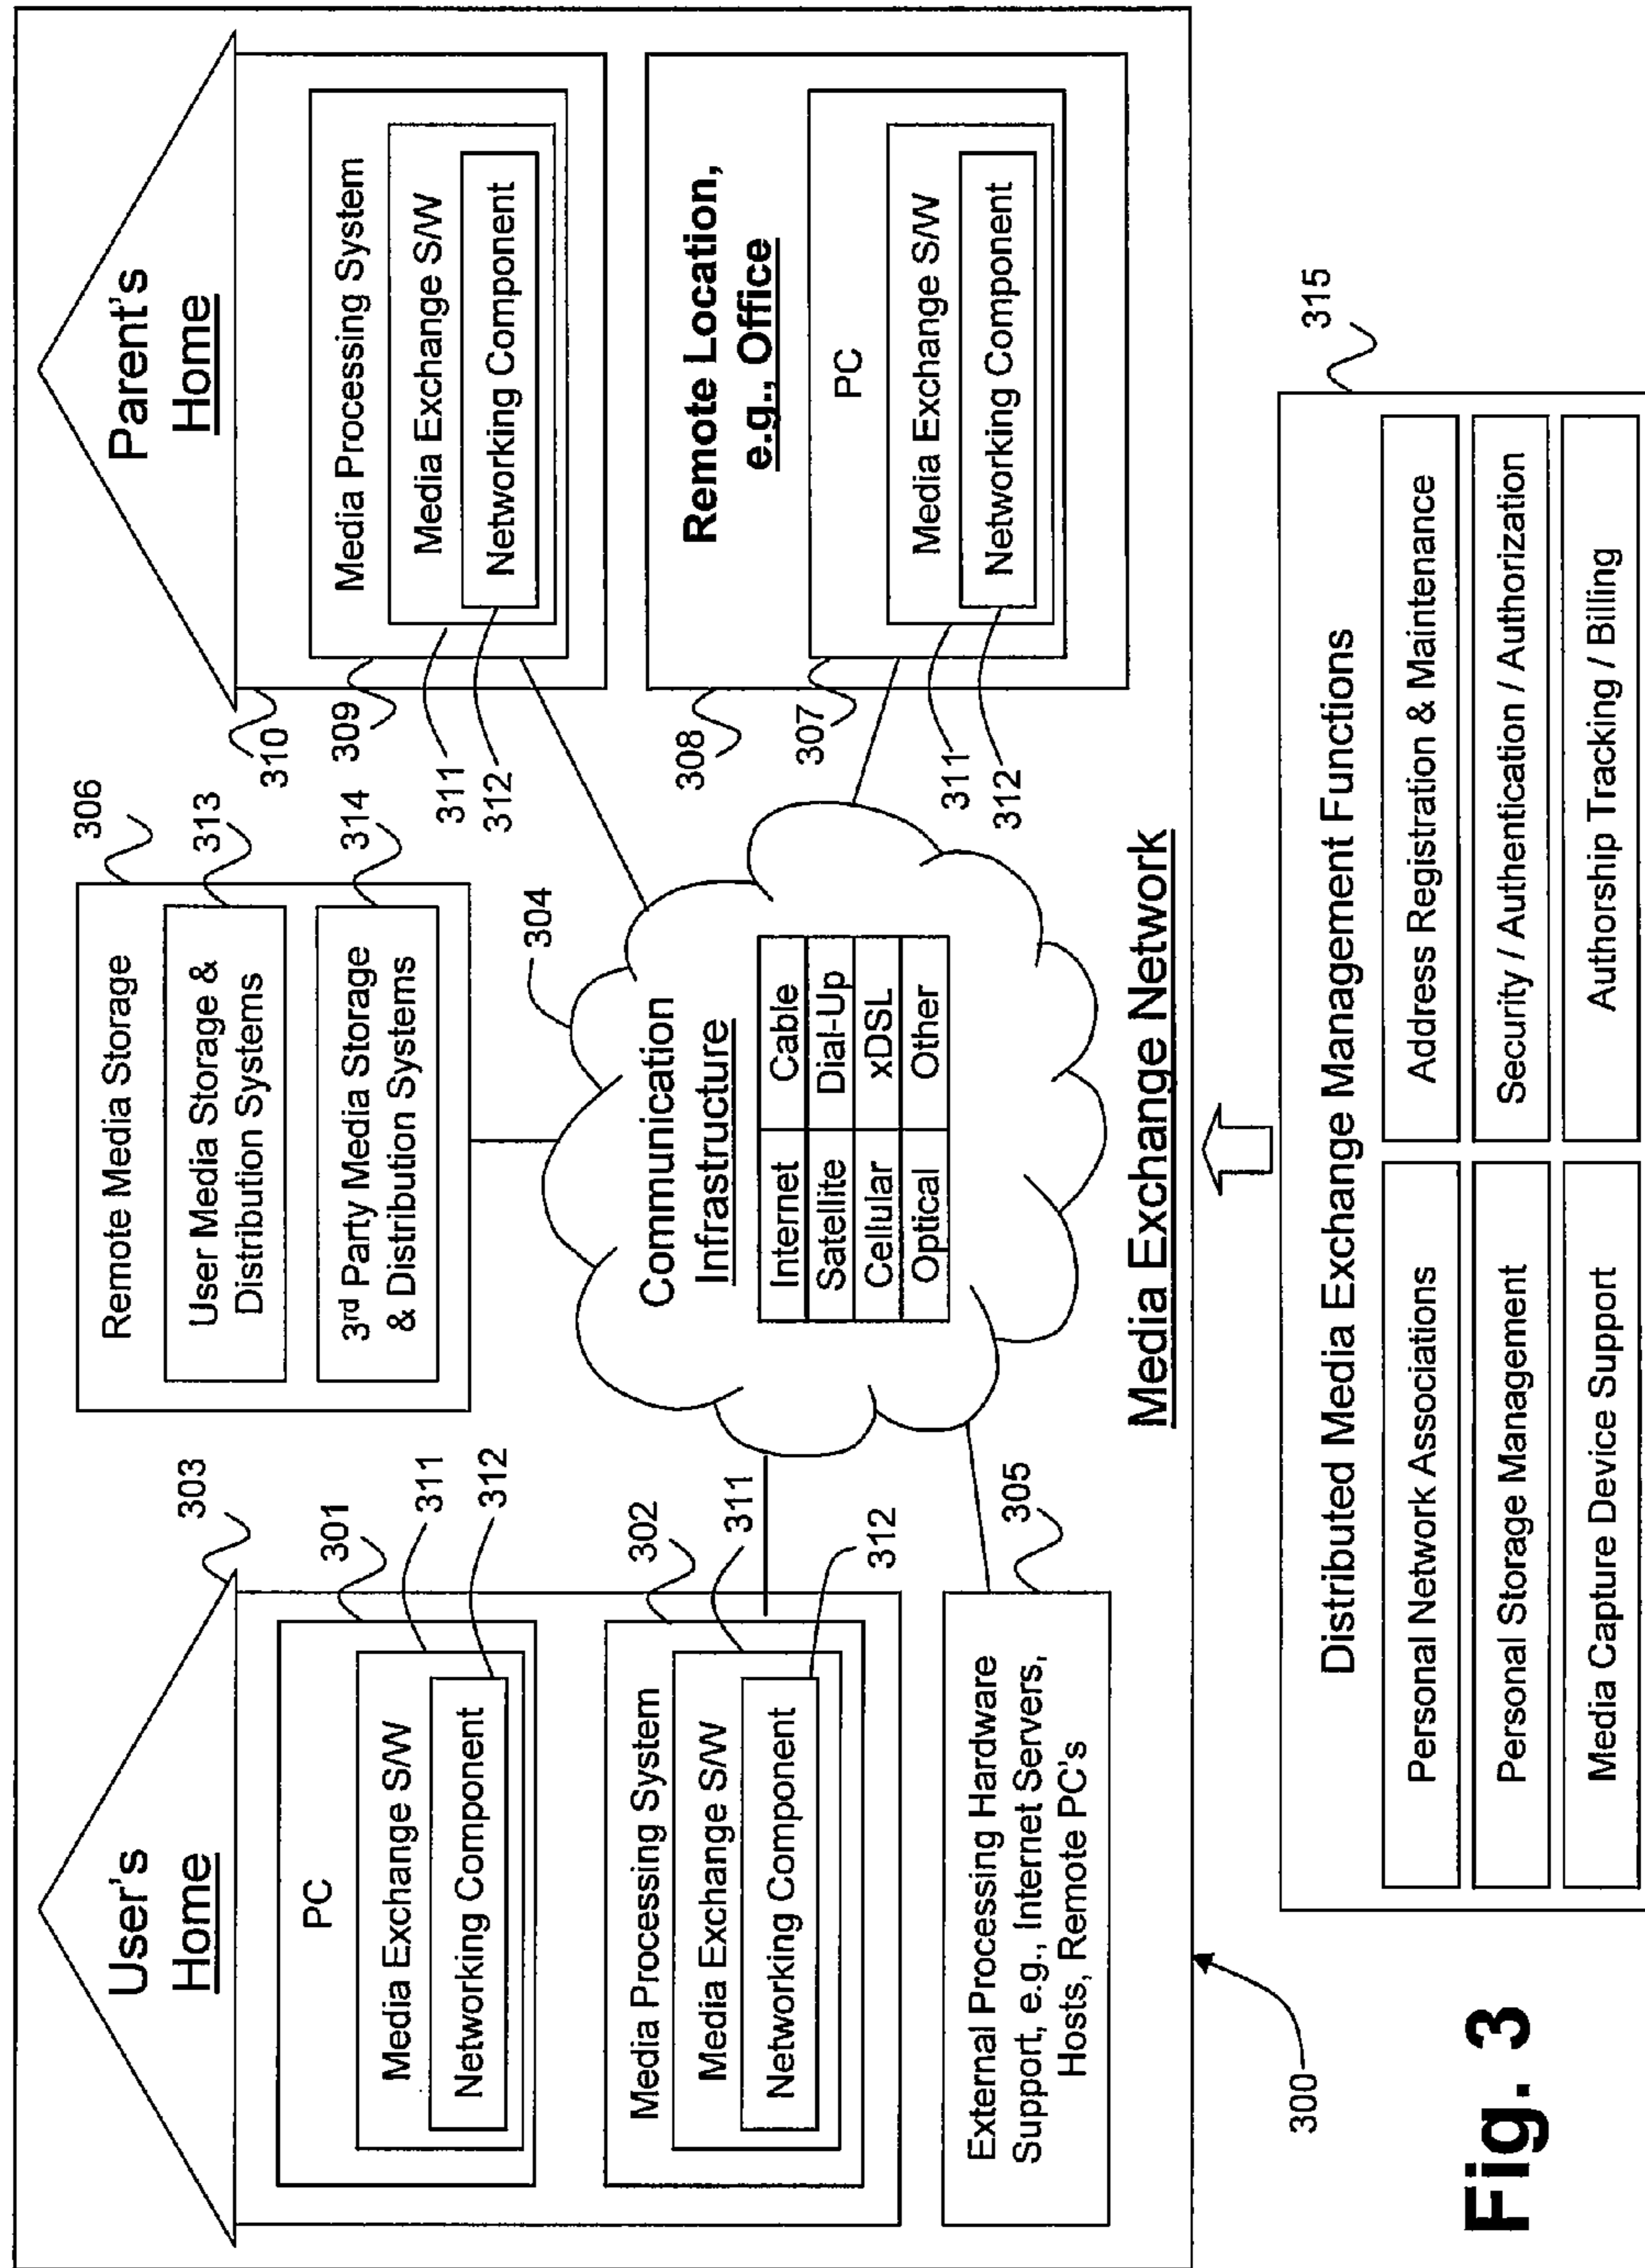 User's
Home
303
PC
301
Media Exchange S/W
311
Networking Component
312
Media Processing System
302
Media Exchange S/W
311
Networking Component
312
External Processing Hardware
Support, e.g., Internet Servers,
Hosts, Remote PC's
305
Remote Media Storage
306
User Media Storage &
Distribution Systems
313
3rd Party Media Storage
& Distribution Systems
314
304
Communication
Infrastructure
Internet Cable
Satellite Dial-Up
Cellular xDSL
Optical Other
Parent's
Home
310
Media Processing System
309
Media Exchange S/W
311
Networking Component
312
Remote Location,
e.g., Office
308
PC
307
Media Exchange S/W
311
Networking Component
312
Media Exchange Network
300
315
Distributed Media Exchange Management Functions
Personal Network Associations
Address Registration & Maintenance
Personal Storage Management
Security / Authentication / Authorization
Media Capture Device Support
Authorship Tracking / Billing
Fig. 3